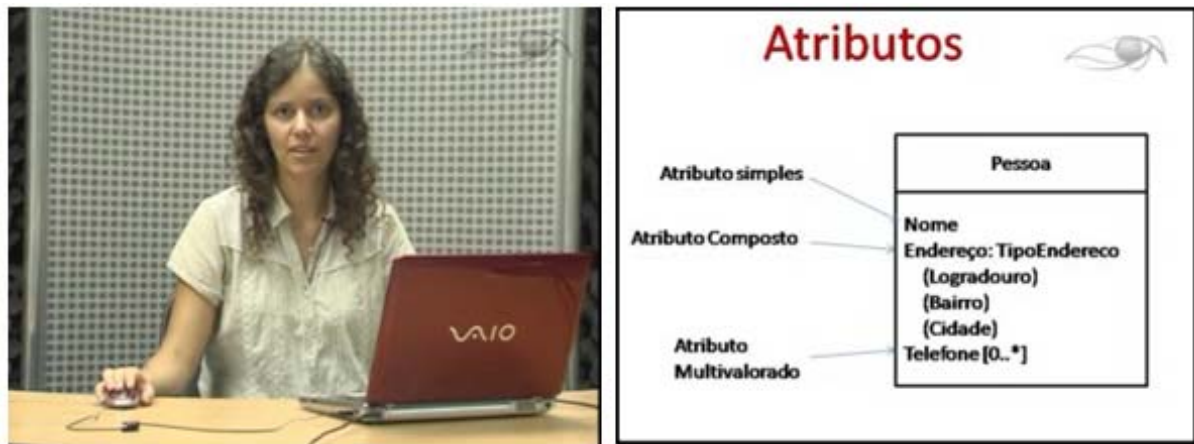 VAIO
Atributos
Pessoa
Atributo simples
Nome
Atributo Composto
Endereço: TipoEndereco
(Logradouro)
(Bairro)
(Cidade)
Atributo
Multivalorado
Telefone [0..*]